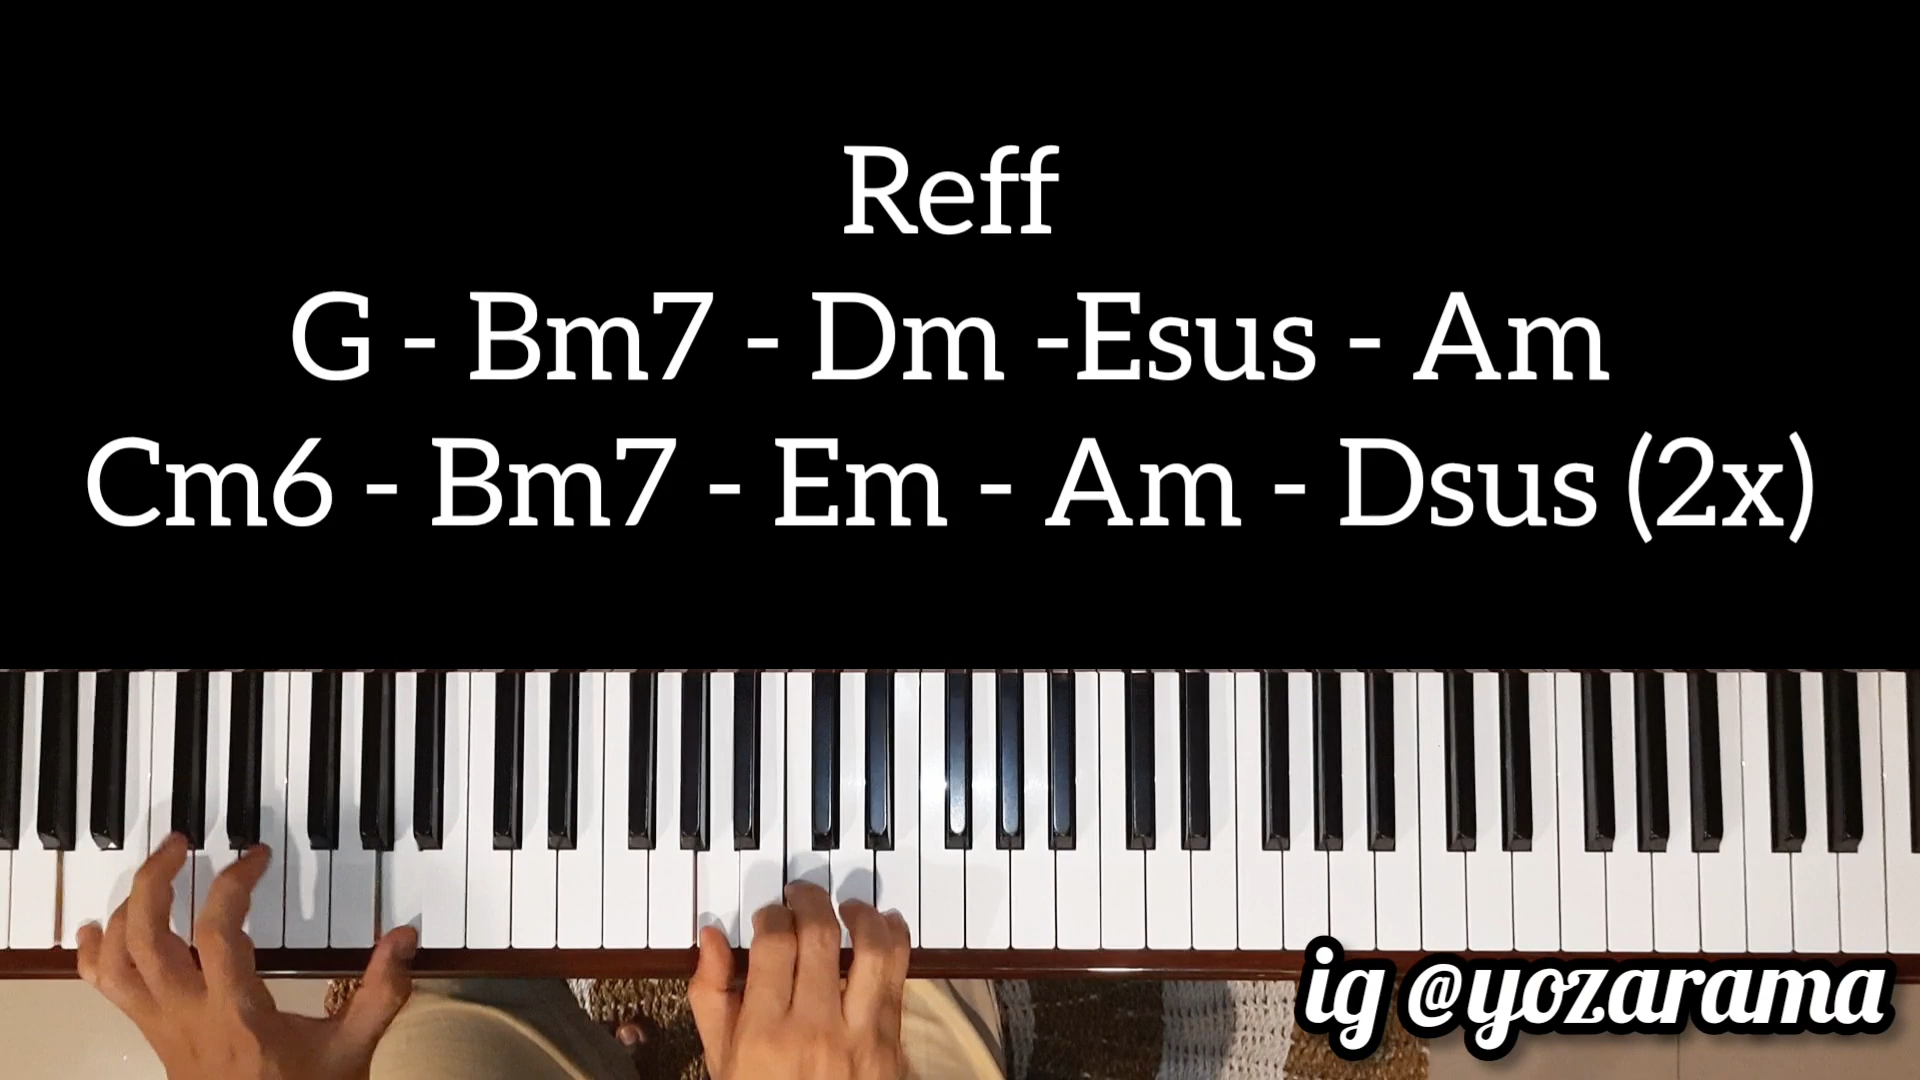 Reff
G - Bm7 - Dm -Esus - Am
Cm6 - Bm7 - Em - Am - Dsus (2x)
ig @yozarama